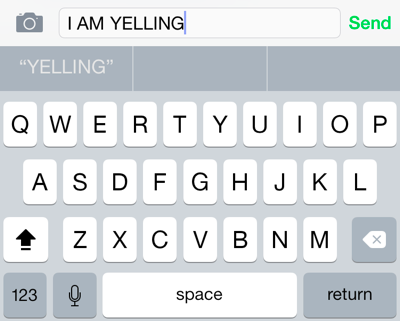 I AM YELLING
Send
“YELLING”
Q W E R T Y U I O P
A S D F G H J K L
Z X C V B N M
123 space return